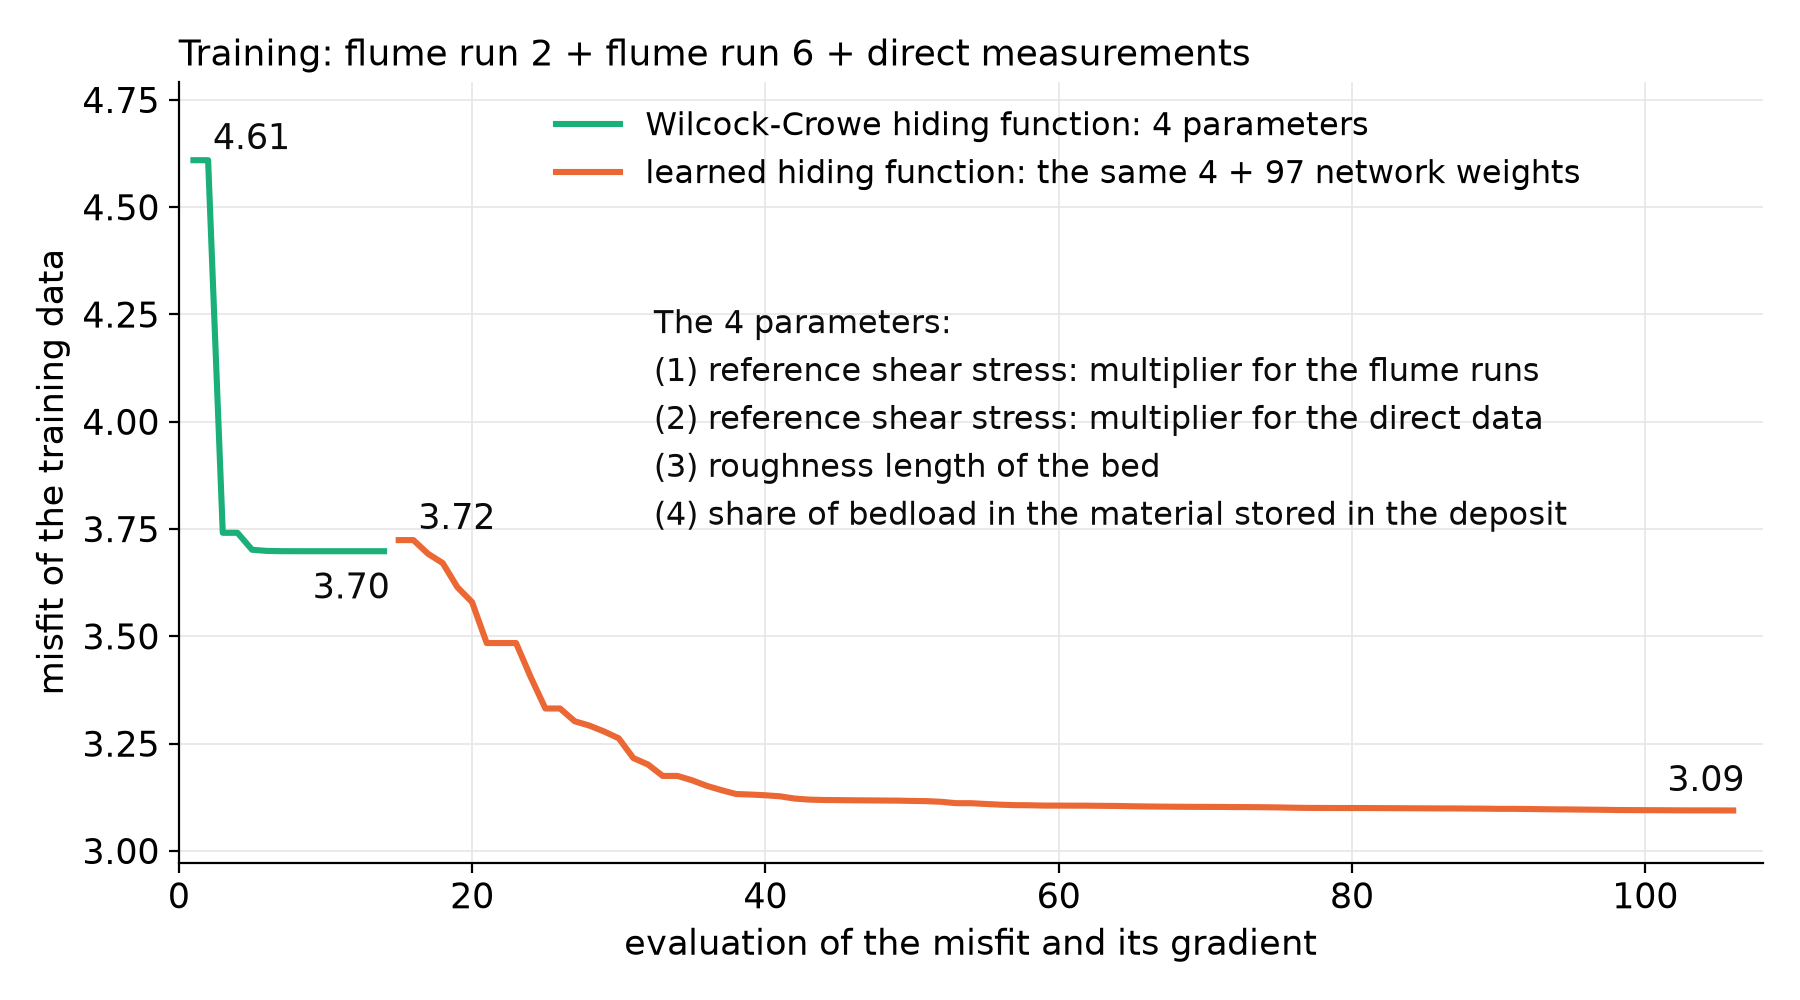 Training: flume run 2 + flume run 6 + direct measurements
misfit of the training data
4.75
4.50
4.25
4.00
3.75
3.50
3.25
3.00
4.61
Wilcock-Crowe hiding function: 4 parameters
learned hiding function: the same 4 + 97 network weights
The 4 parameters:
(1) reference shear stress: multiplier for the flume runs
(2) reference shear stress: multiplier for the direct data
(3) roughness length of the bed
(4) share of bedload in the material stored in the deposit
3.72
3.70
3.09
0 20 40 60 80 100
evaluation of the misfit and its gradient